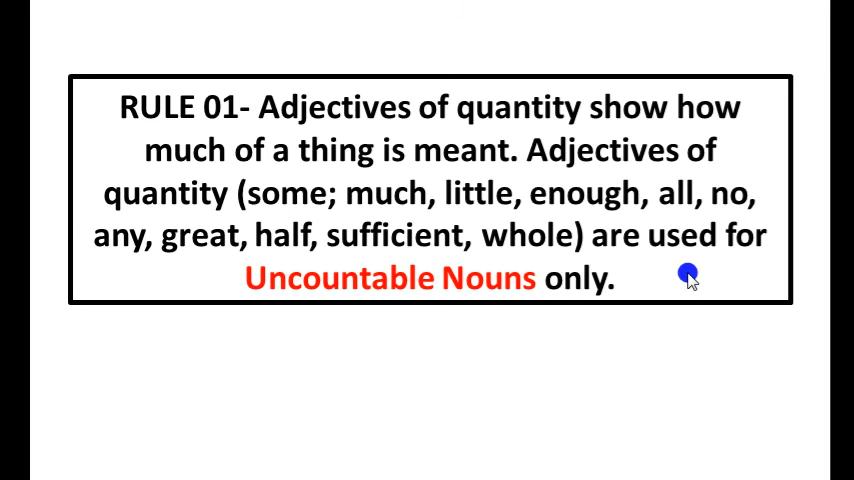 RULE 01- Adjectives of quantity show how
much of a thing is meant. Adjectives of
quantity (some; much, little, enough, all, no,
any, great, half, sufficient, whole) are used for
Uncountable Nouns only.